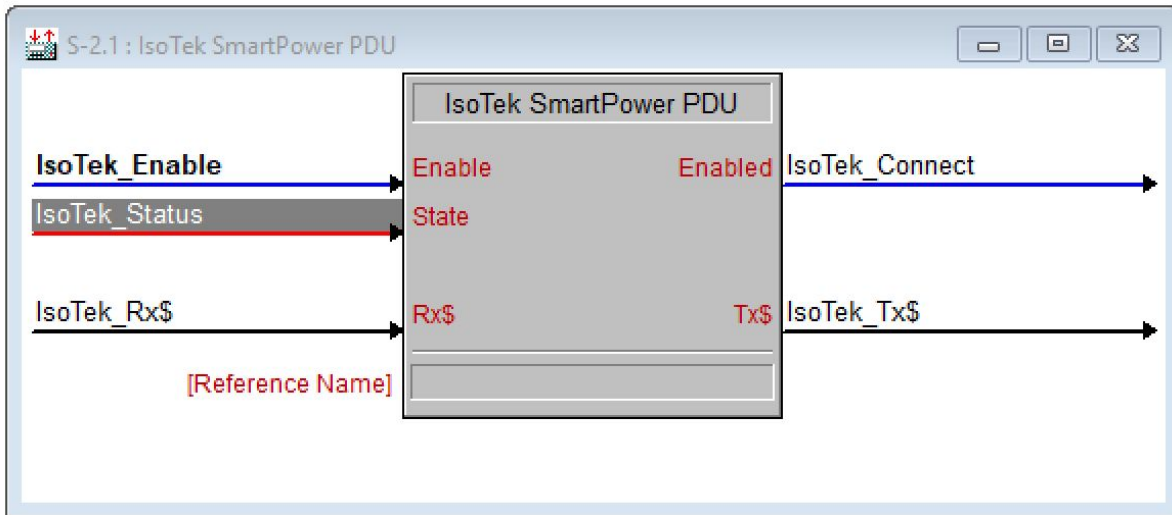 S-2.1 : IsoTek SmartPower PDU
IsoTek SmartPower PDU
IsoTek_Enable Enable Enabled IsoTek_Connect
IsoTek_Status State
IsoTek_Rx$ Rx$ Tx$ IsoTek_Tx$
[Reference Name]